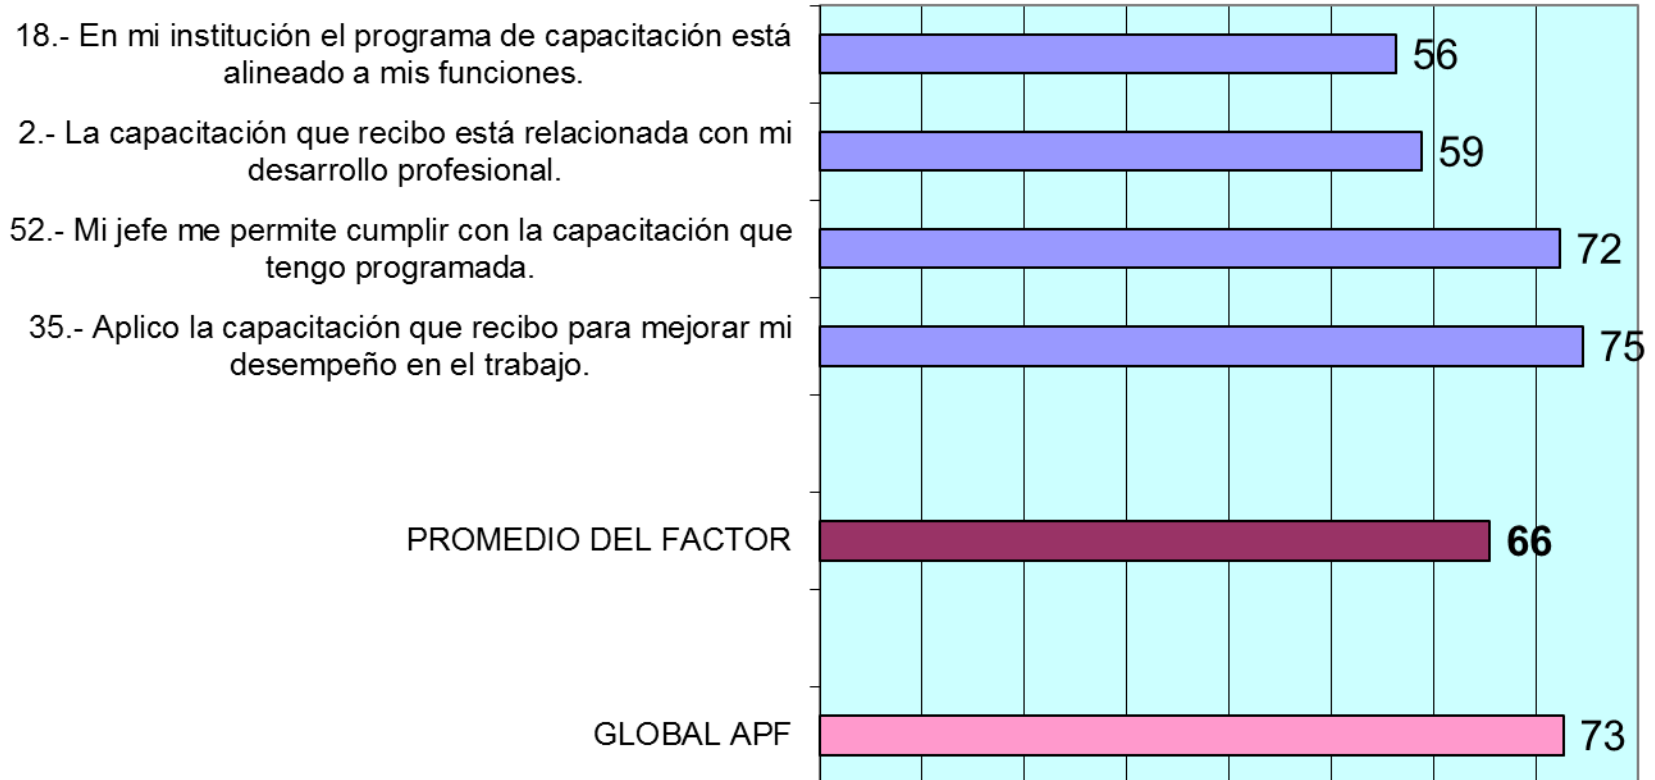 18.- En mi institución el programa de capacitación está
alineado a mis funciones.
56
2.- La capacitación que recibo está relacionada con mi
desarrollo profesional.
59
52.- Mi jefe me permite cumplir con la capacitación que
tengo programada.
72
35.- Aplico la capacitación que recibo para mejorar mi
desempeño en el trabajo.
75
PROMEDIO DEL FACTOR
66
GLOBAL APF
73